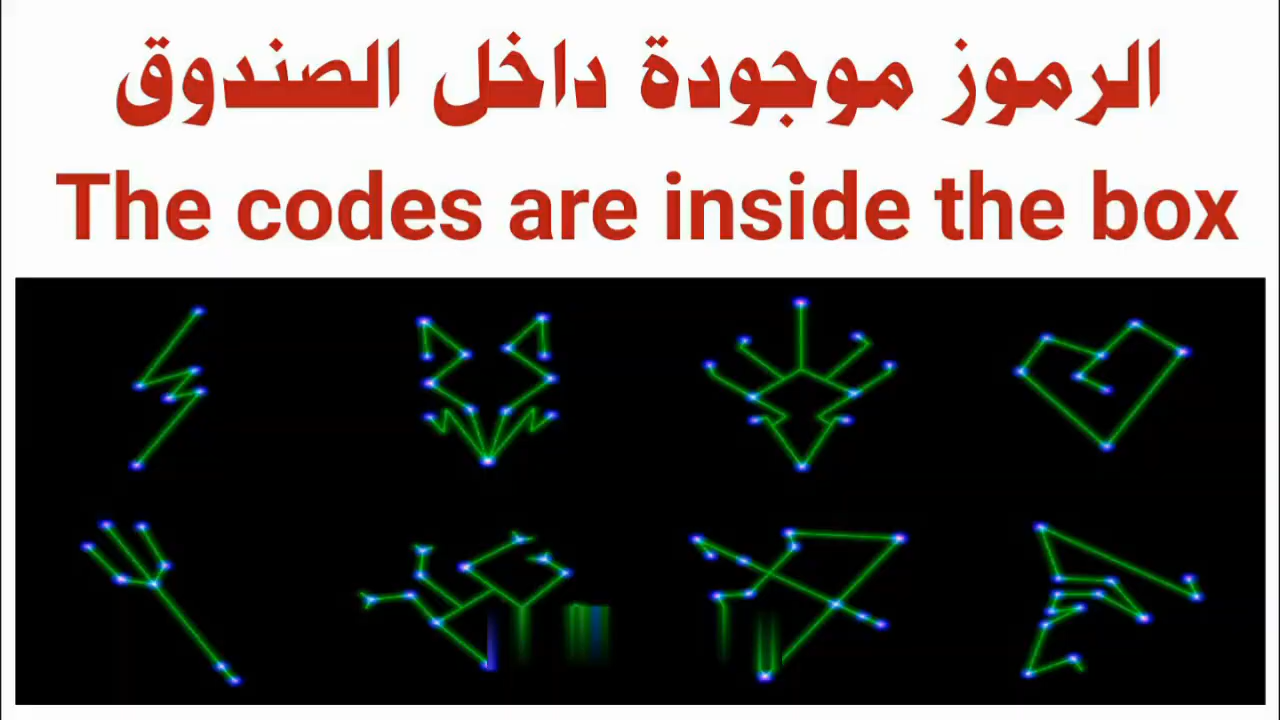 الرموز موجودة داخل الصندوق
The codes are inside the box